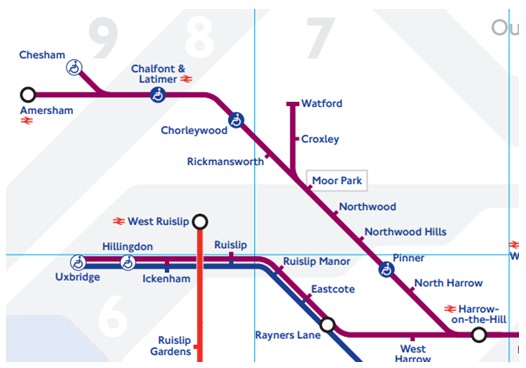 Ou
9
8
7
Chesham
Chalfont &
Latimer
Watford
Amersham
Chorleywood
Croxley
Rickmansworth
Moor Park
Northwood
West Ruislip
Northwood Hills
Hillingdon
Ruislip
W
Pinner
Uxbridge
Ickenham
Ruislip Manor
North Harrow
Eastcote
6
Harrow-
on-the-Hill
Rayners Lane
Ruislip
Gardens
West
Harrow